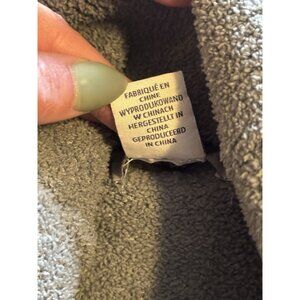 FABRIQUÉ EN
CHINE
WYPRODUKOWANO
W CHINACH
HERGESTELLT IN
CHINA
GEPRODUCEERD
IN CHINA